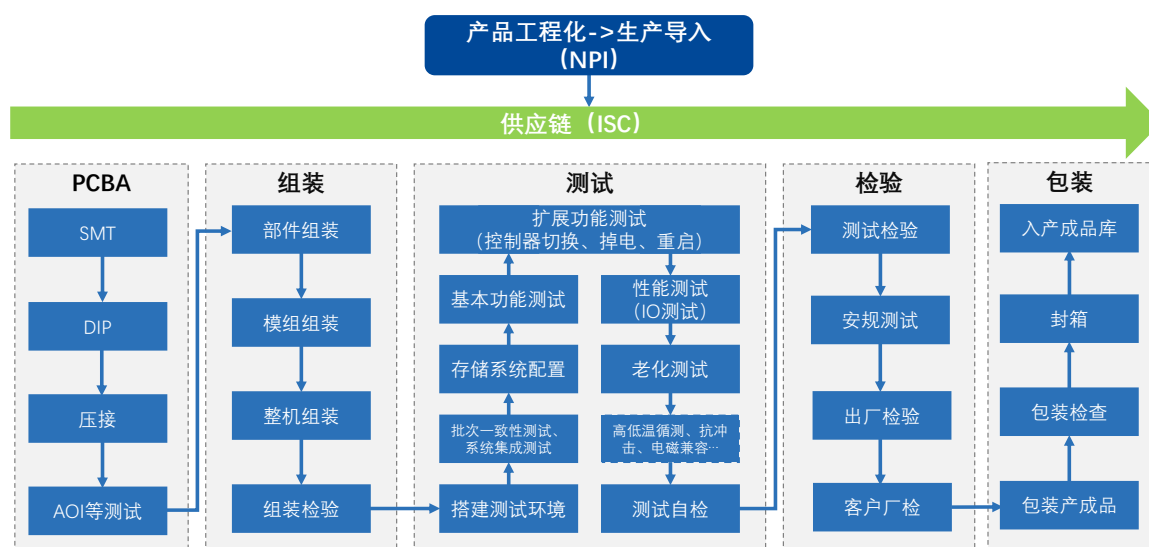 产品工程化->生产导入
(NPI)
供应链（ISC）
PCBA
SMT
DIP
压接
AOI等测试
组装
部件组装
模组组装
整机组装
组装检验
测试
扩展功能测试
（控制器切换、掉电、重启）
基本功能测试
存储系统配置
批次一致性测试、
系统集成测试
搭建测试环境
性能测试
（IO测试）
老化测试
高低温循测、抗冲
击、电磁兼容...
测试自检
检验
测试检验
安规测试
出厂检验
客户厂检
包装
入产成品库
封箱
包装检查
包装产成品